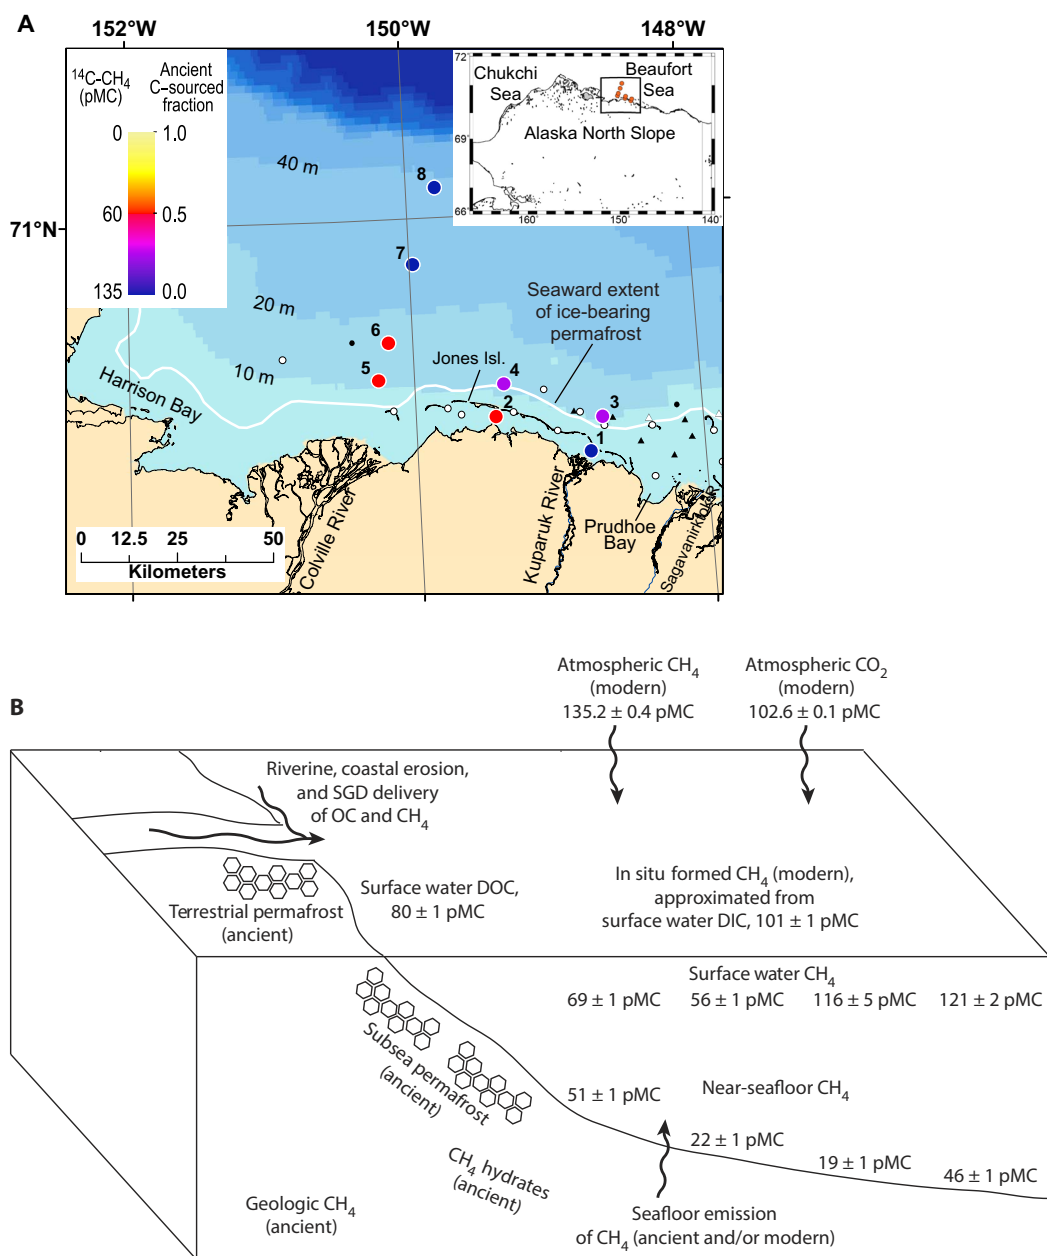 A
152°W
150°W
148°W
14C-CH4
(pMC)
Ancient
C–sourced
fraction
0
1.0
60
0.5
135
0.0
72
69
66
160°
150°
140°
Chukchi
Sea
Beaufort
Sea
Alaska North Slope
40 m
8
71°N
7
20 m
Seaward extent
of ice-bearing
permafrost
6
5
10 m
Jones Isl.
4
Harrison Bay
2
3
1
Colville River
Kuparuk River
Prudhoe
Bay
Sagavanirktok R.
0
12.5
25
50
Kilometers
B
Atmospheric CH4
(modern)
135.2 ± 0.4 pMC
Atmospheric CO2
(modern)
102.6 ± 0.1 pMC
Riverine, coastal erosion,
and SGD delivery
of OC and CH4
Terrestrial permafrost
(ancient)
Surface water DOC,
80 ± 1 pMC
In situ formed CH4 (modern),
approximated from
surface water DIC, 101 ± 1 pMC
Surface water CH4
69 ± 1 pMC
56 ± 1 pMC
116 ± 5 pMC
121 ± 2 pMC
Subsea permafrost
(ancient)
51 ± 1 pMC
Near-seafloor CH4
22 ± 1 pMC
19 ± 1 pMC
46 ± 1 pMC
CH4 hydrates
(ancient)
Geologic CH4
(ancient)
Seafloor emission
of CH4 (ancient and/or modern)